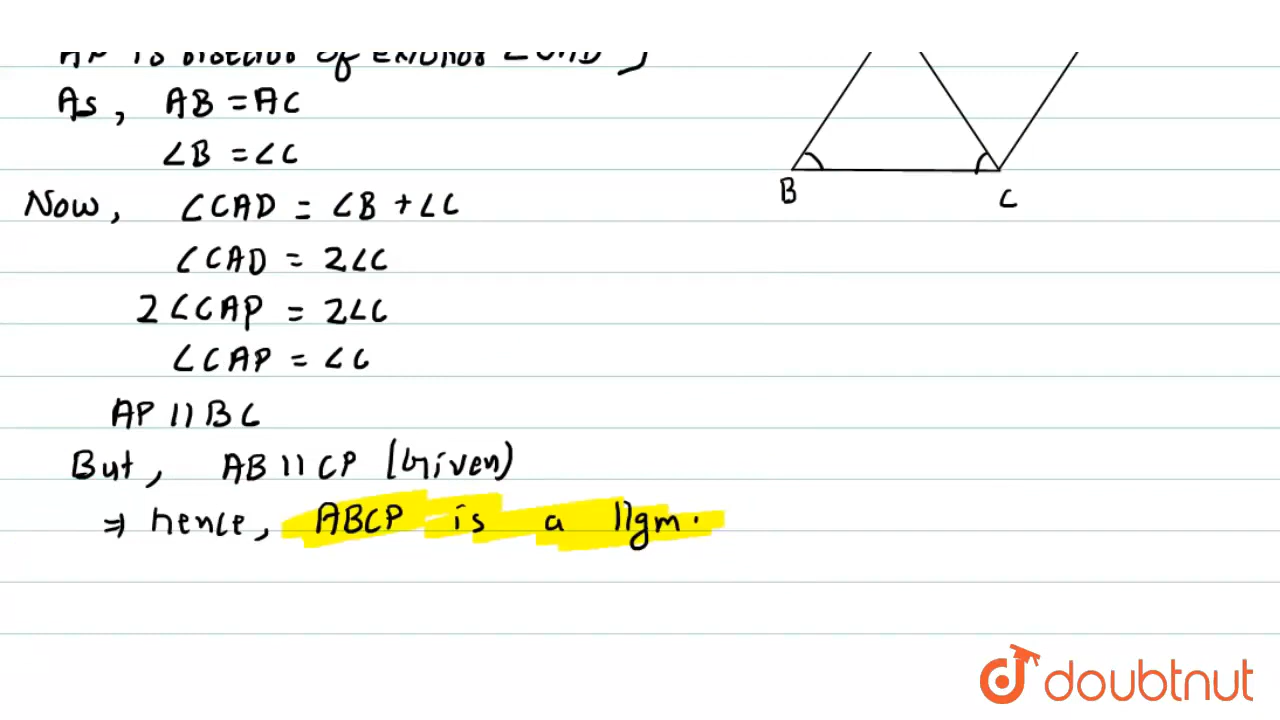 As, AB = AC
∠B = ∠C
Now, ∠CAD = ∠B + ∠C
∠CAD = 2∠C
2∠CAP = 2∠C
∠CAP = ∠C
AP || BC
But, AB || CP (Given)
⇒ hence, ABCP is a ||gm.
B
C
doubtnut